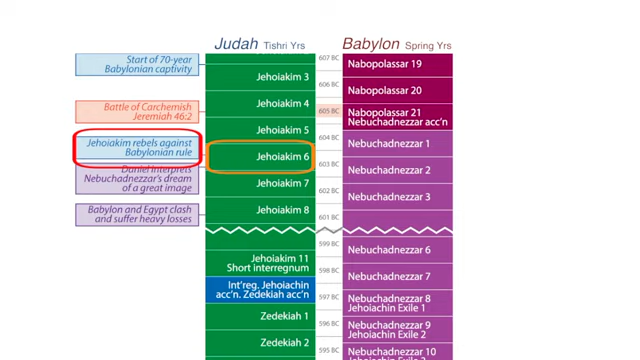 Judah Tishri Yrs
Babylon Spring Yrs
Start of 70-year
Babylonian captivity
Battle of Carchemish
Jeremiah 46:2
Jehoiakim rebels against
Babylonian rule
Daniel interprets
Nebuchadnezzar's dream
of a great image
Babylon and Egypt clash
and suffer heavy losses
Jehoiakim 3
Jehoiakim 4
Jehoiakim 5
Jehoiakim 6
Jehoiakim 7
Jehoiakim 8
Jehoiakim 11
Short interregnum
Int'reg. Jehoiachin
acc'n. Zedekiah acc'n
Zedekiah 1
Zedekiah 2
607 BC
606 BC
605 BC
604 BC
603 BC
602 BC
601 BC
599 BC
598 BC
597 BC
596 BC
595 BC
Nabopolassar 19
Nabopolassar 20
Nabopolassar 21
Nebuchadnezzar acc'n
Nebuchadnezzar 1
Nebuchadnezzar 2
Nebuchadnezzar 3
Nebuchadnezzar 6
Nebuchadnezzar 7
Nebuchadnezzar 8
Jehoiachin Exile 1
Nebuchadnezzar 9
Jehoiachin Exile 2
Nebuchadnezzar 10